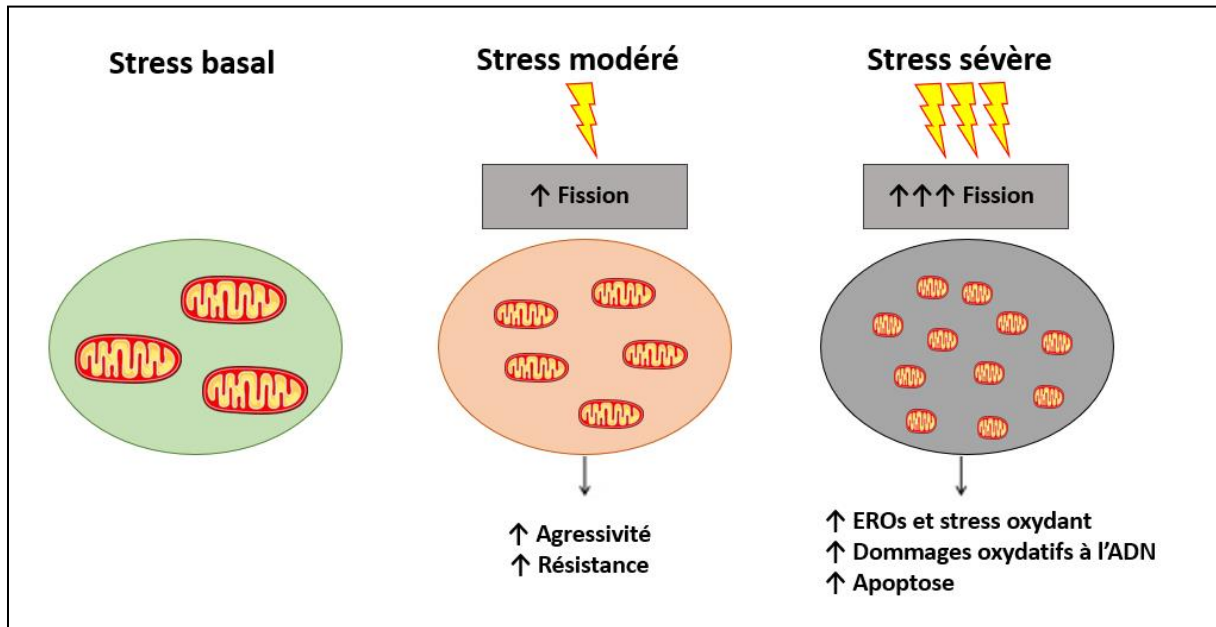 Stress basal
Stress modéré
Stress sévère
↑ Fission
↑↑↑ Fission
↑ Agressivité
↑ Résistance
↑ EROs et stress oxydant
↑ Dommages oxydatifs à l'ADN
↑ Apoptose